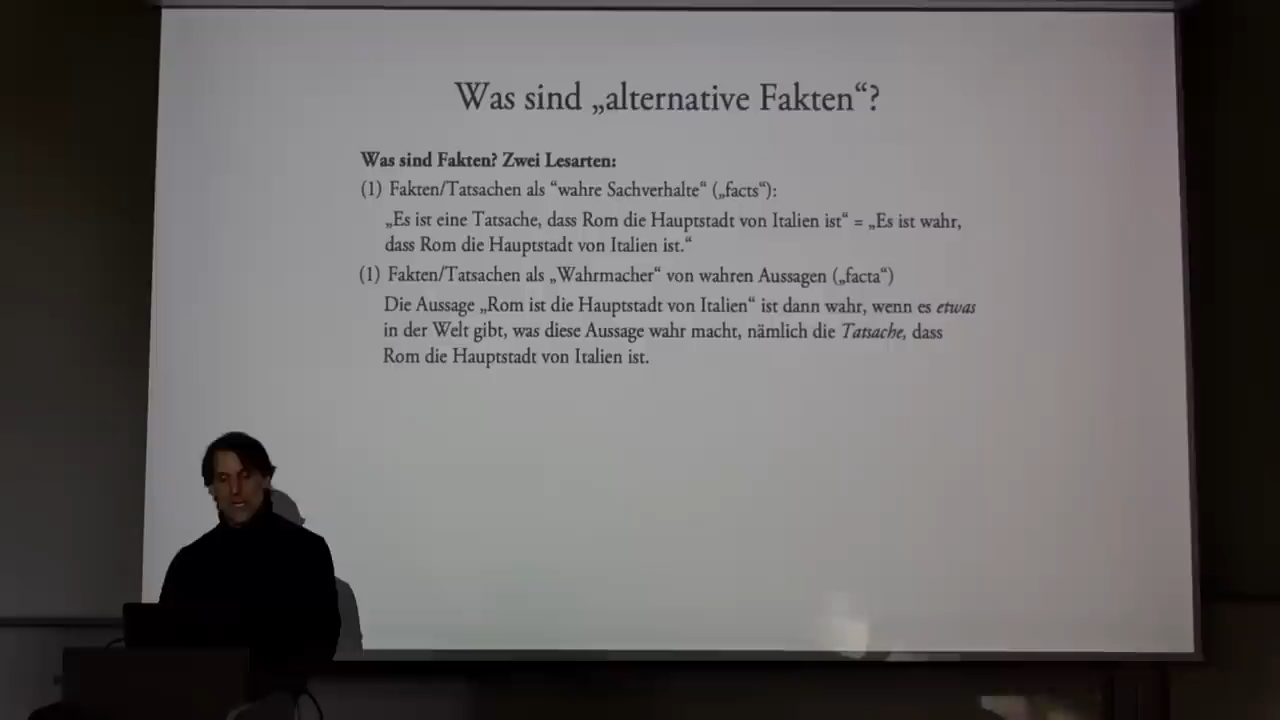 Was sind „alternative Fakten“?
Was sind Fakten? Zwei Lesarten:
(1) Fakten/Tatsachen als “wahre Sachverhalte“ („facts“):
„Es ist eine Tatsache, dass Rom die Hauptstadt von Italien ist“ = „Es ist wahr,
dass Rom die Hauptstadt von Italien ist.“
(1) Fakten/Tatsachen als „Wahrmacher“ von wahren Aussagen („facta“)
Die Aussage „Rom ist die Hauptstadt von Italien“ ist dann wahr, wenn es etwas
in der Welt gibt, was diese Aussage wahr macht, nämlich die Tatsache, dass
Rom die Hauptstadt von Italien ist.